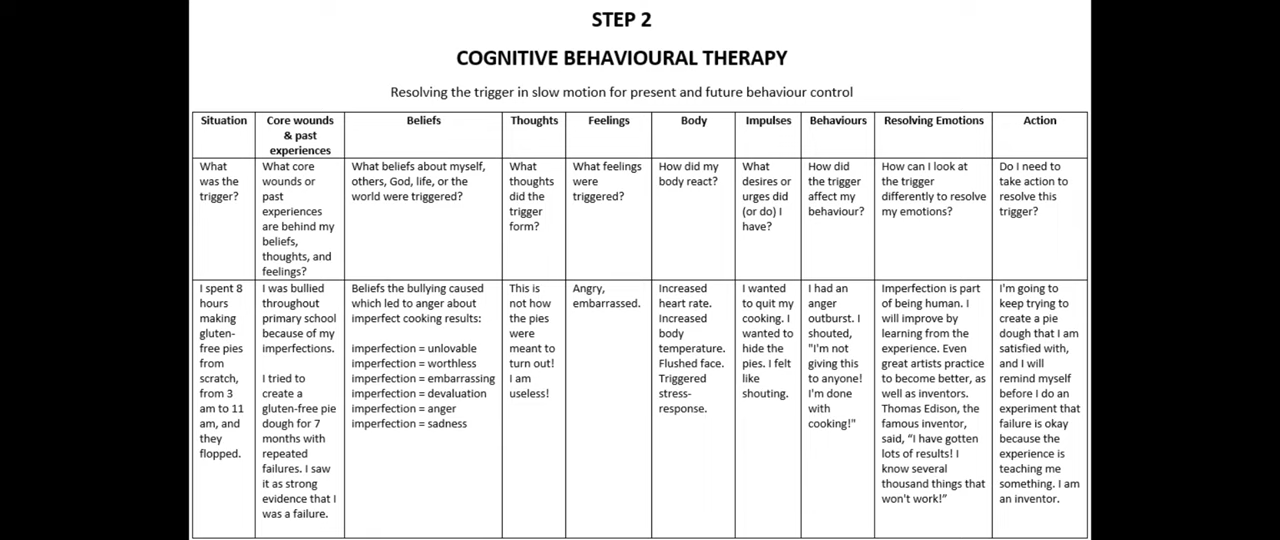 STEP 2
COGNITIVE BEHAVIOURAL THERAPY
Resolving the trigger in slow motion for present and future behaviour control
Situation
Core wounds
& past
experiences
Beliefs
Thoughts
Feelings
Body
Impulses
Behaviours
Resolving Emotions
Action
What
was the
trigger?
What core
wounds or
past
experiences
are behind my
beliefs,
thoughts, and
feelings?
What beliefs about myself,
others, God, life, or the
world were triggered?
What
thoughts
did the
trigger
form?
What feelings
were
triggered?
How did my
body react?
What
desires or
urges did
(or do) I
have?
How did
the trigger
affect my
behaviour?
How can I look at
the trigger
differently to resolve
my emotions?
Do I need to
take action to
resolve this
trigger?
I spent 8
hours
making
gluten-
free pies
from
scratch,
from 3
am to 11
am, and
they
flopped.
I was bullied
throughout
primary school
because of my
imperfections.
I tried to
create a
gluten-free pie
dough for 7
months with
repeated
failures. I saw
it as strong
evidence that I
was a failure.
Beliefs the bullying caused
which led to anger about
imperfect cooking results:
imperfection = unlovable
imperfection = worthless
imperfection = embarrassing
imperfection = devaluation
imperfection = anger
imperfection = sadness
This is
not how
the pies
were
meant to
turn out!
I am
useless!
Angry,
embarrassed.
Increased
heart rate.
Increased
body
temperature.
Flushed face.
Triggered
stress-
response.
I wanted
to quit my
cooking. I
wanted to
hide the
pies. I felt
like
shouting.
I had an
anger
outburst. I
shouted,
"I'm not
giving this
to anyone!
I'm done
with
cooking!"
Imperfection is part
of being human. I
will improve by
learning from the
experience. Even
great artists practice
to become better, as
well as inventors.
Thomas Edison, the
famous inventor,
said, "I have gotten
lots of results! I
know several
thousand things that
won't work!"
I'm going to
keep trying to
create a pie
dough that I am
satisfied with,
and I will
remind myself
before I do an
experiment that
failure is okay
because the
experience is
teaching me
something. I am
an inventor.